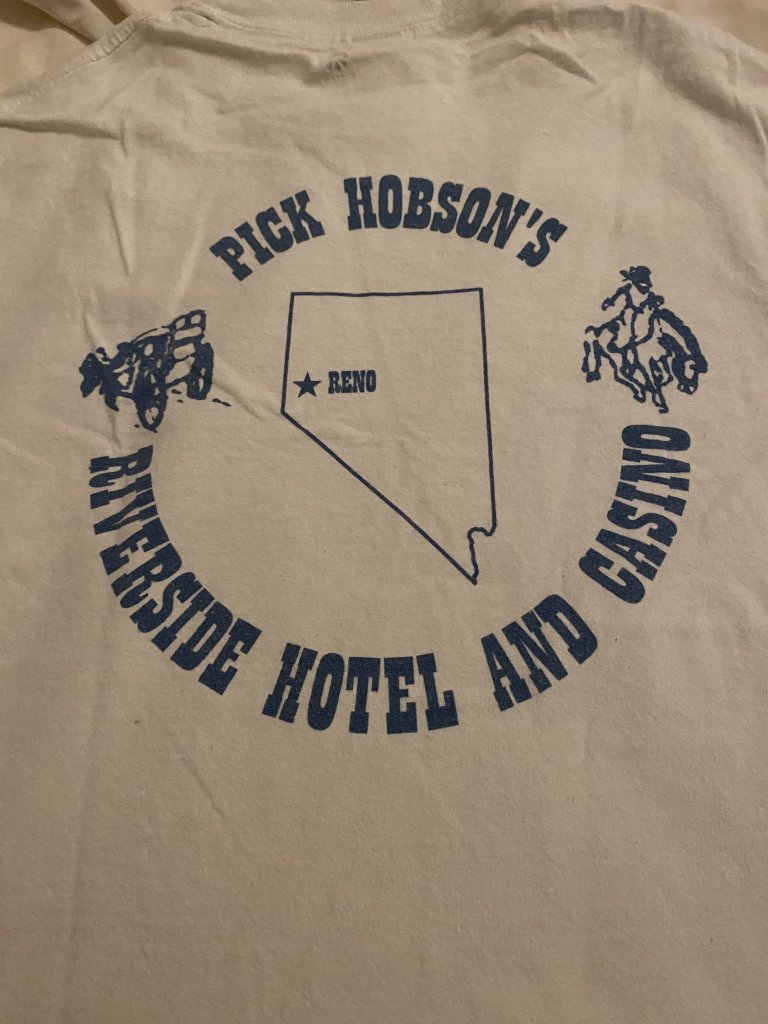 PICK HOBSON'S
RENO
RIVERSIDE HOTEL AND CASINO